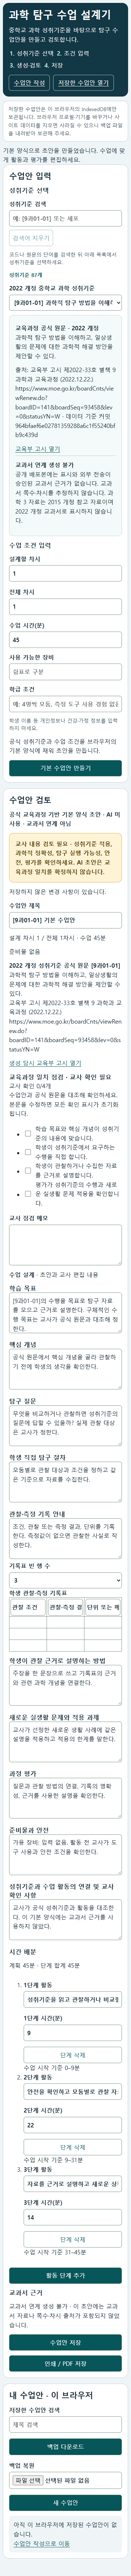 과학 탐구 수업 설계기
중학교 과학 성취기준을 바탕으로 탐구 수
업안을 만들고 검토합니다.
1. 성취기준 선택 2. 조건 입력
3. 생성·검토 4. 저장
수업안 작성
저장한 수업안 열기
저장한 수업안은 이 브라우저의 IndexedDB에만
보관됩니다. 브라우저 프로필·기기를 바꾸거나 사
이트 데이터를 지우면 사라질 수 있으니 백업 파일
을 내려받아 보관해 주세요.
기본 양식으로 초안을 만들었습니다. 수업에 맞
게 활동과 평가를 편집하세요.
수업안 입력
성취기준 선택
성취기준 검색
예: [9과01-01] 또는 세포
검색어 지우기
코드나 원문의 단어를 검색한 뒤 아래 목록에서
성취기준을 선택하세요.
성취기준 87개
2022 개정 중학교 과학 성취기준
[9과01-01] 과학적 탐구 방법을 이해하
교육과정 공식 원문 · 2022 개정
과학적 탐구 방법을 이해하고, 일상생
활의 문제에 대한 과학적 해결 방안을
제안할 수 있다.
출처: 교육부 고시 제2022-33호 별책 9
과학과 교육과정 (2022.12.22.)
https://www.moe.go.kr/boardCnts/vie
wRenew.do?
boardID=141&boardSeq=93458&lev
=0&statusYN=W · 데이터 기준 커밋
교육부 고시 열기
교과서 연계 생성 불가
공개 배포본에는 표시와 외부 전송이
승인된 교과서 근거가 없습니다. 교과
서 쪽수·차시를 추정하지 않습니다. 과
학 3 자료는 2015 개정 참고 자료이며
2022 개정 교과서로 표시하지 않습니
다.
수업 조건 입력
설계할 차시
1
전체 차시
1
수업 시간(분)
45
사용 가능한 장비
쉼표로 구분
학급 조건
예: 4명씩 모둠, 측정 도구 사용 경험 없음
학생 이름 등 개인정보나 건강·가정 정보를 입력하
지 마세요.
공식 성취기준과 수업 조건을 브라우저의
기본 양식에 채워 초안을 만듭니다.
기본 수업안 만들기
수업안 검토
공식 교육과정 기반 기본 양식 초안 · AI 미
사용 · 교과서 연계 아님
교사 내용 검토 필요 · 성취기준 적용,
과학적 정확성, 탐구 실행 가능성, 안
전, 평가를 확인하세요. AI 초안은 교
육과정 일치를 확정하지 않습니다.
저장하지 않은 변경 사항이 있습니다.
수업안 제목
[9과01-01] 기본 수업안
설계 차시 1 / 전체 1차시 · 수업 45분
준비물 없음
2022 개정 성취기준 공식 원문 [9과01-01]
과학적 탐구 방법을 이해하고, 일상생활의
문제에 대한 과학적 해결 방안을 제안할 수
있다.
교육부 고시 제2022-33호 별책 9 과학과 교
육과정 (2022.12.22.)
https://www.moe.go.kr/boardCnts/viewRen
ew.do?
boardID=141&boardSeq=93458&lev=0&s
tatusYN=W
생성 당시 교육부 고시 열기
교육과정 일치 점검 · 교사 확인 필요
교사 확인 0/4개
수업안과 공식 원문을 대조해 확인하세요.
본문을 수정하면 모든 확인 표시가 초기화
됩니다.
학습 목표와 핵심 개념이 성취기
준의 내용에 맞습니다.
학생이 성취기준에서 요구하는
수행을 직접 합니다.
학생이 관찰하거나 수집한 자료
를 근거로 설명합니다.
평가가 성취기준의 수행과 새로
운 실생활 문제 적용을 확인합니
다.
교사 점검 메모
수업 설계 · 초안과 교사 편집 내용
학습 목표
[9과01-01]의 수행을 목표로 탐구 자료
를 모으고 근거로 설명한다. 구체적인 수
행 목표는 교사가 공식 원문과 대조해 정
한다.
핵심 개념
공식 원문에서 핵심 개념을 골라 관찰하
기 전에 학생의 생각을 확인한다.
탐구 질문
무엇을 비교하거나 관찰하면 성취기준의
질문에 답할 수 있을까? 실제 관찰 대상
은 교사가 정한다.
학생 직접 탐구 절차
모둠별로 관찰 대상과 조건을 정하고 같
은 기준으로 자료를 수집한다.
관찰·측정 기록 안내
조건, 관찰 또는 측정 결과, 단위를 기록
한다. 측정값이 없으면 관찰한 사실로 작
성한다.
기록표 빈 행 수
3
학생 관찰·측정 기록표
관찰 조건
관찰·측정 결
단위 또는 메
학생이 관찰 근거로 설명하는 방법
주장을 한 문장으로 쓰고 기록표의 근거
와 관련 과학 개념을 연결한다.
새로운 실생활 문제와 적용 과제
교사가 선정한 새로운 생활 사례에 같은
설명을 적용하고 적용의 한계를 말한다.
과정 평가
질문과 관찰 방법의 연결, 기록의 명확
성, 근거를 사용한 설명을 확인한다.
준비물과 안전
가용 장비: 입력 없음. 활동 전 교사가 도
구 사용과 안전 조건을 확인한다.
성취기준과 수업 활동의 연결 및 교사
확인 사항
교사가 공식 성취기준과 활동을 대조한
다. 이 기본 양식에는 교과서 근거를 사
용하지 않았다.
시간 배분
계획 45분 · 단계 합계 45분
1. 1단계 활동
성취기준을 읽고 관찰하거나 비교할
1단계 시간(분)
9
단계 삭제
수업 시작 기준 0–9분
2. 2단계 활동
안전을 확인하고 모둠별로 관찰 자
2단계 시간(분)
22
단계 삭제
수업 시작 기준 9–31분
3. 3단계 활동
자료를 근거로 설명하고 새로운 상
3단계 시간(분)
14
단계 삭제
수업 시작 기준 31–45분
활동 단계 추가
교과서 근거
교과서 연계 생성 불가 · 이 초안에는 교과
서 자료나 쪽수·차시 출처가 포함되지 않았
습니다.
수업안 저장
인쇄 / PDF 저장
내 수업안 · 이 브라우저
저장한 수업안 검색
제목 검색
백업 다운로드
백업 복원
파일 선택 선택된 파일 없음
새 수업안
아직 이 브라우저에 저장된 수업안이 없
습니다.
수업안 작성으로 이동